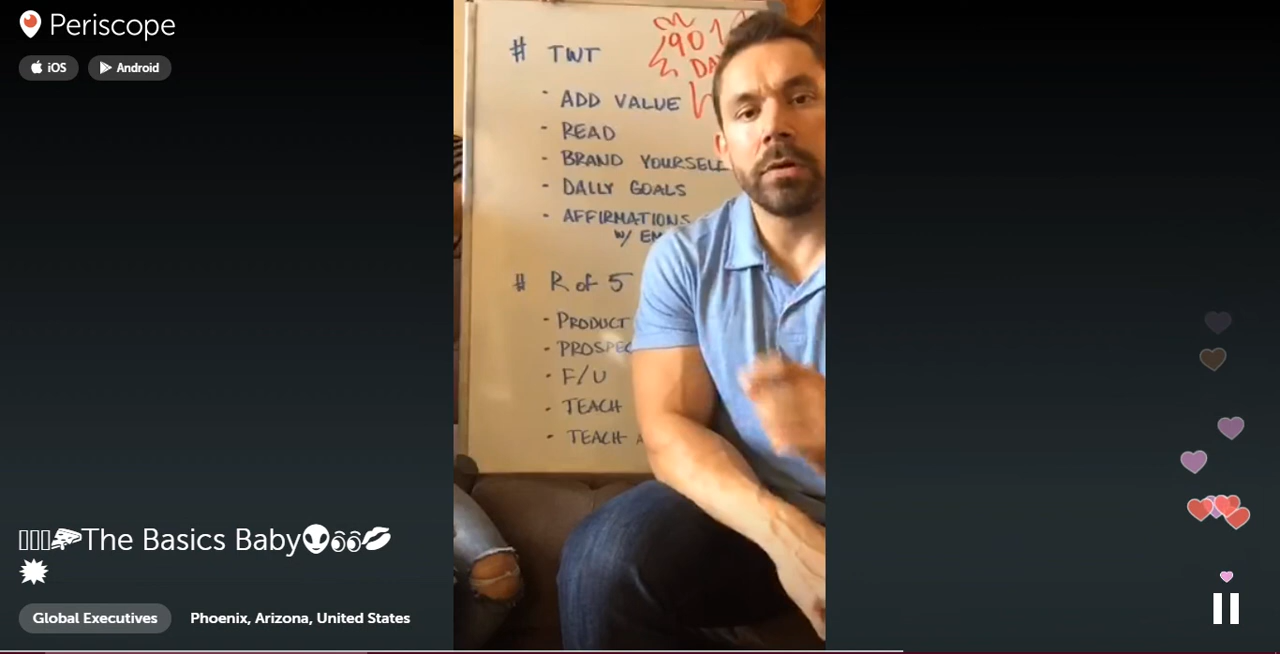 Periscope
iOS
Android
# TWT
901
- ADD VALUE
- READ
- BRAND YOURSELF
- DAILY GOALS
- AFFIRMATIONS
W/
# R of 5
- PRODUCT
- F/U
- TEACH
- TEACH
The Basics Baby
Global Executives
Phoenix, Arizona, United States